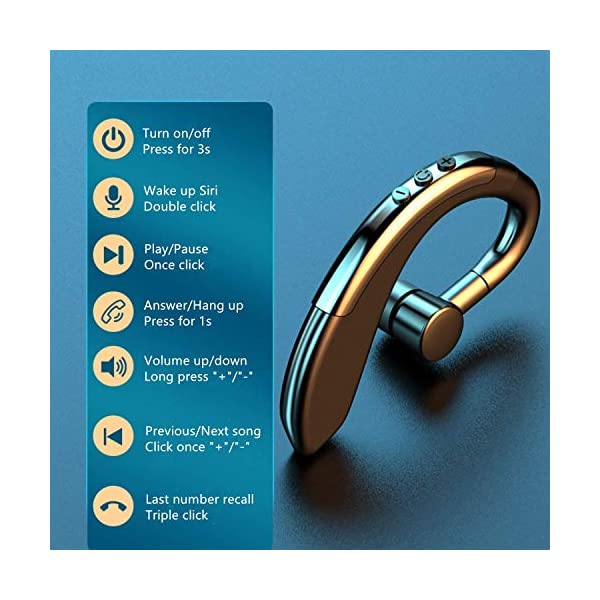 Turn on/off
Press for 3s
Wake up Siri
Double click
Play/Pause
Once click
Answer/Hang up
Press for 1s
Volume up/down
Long press "+"/"-"
Previous/Next song
Click once "+"/"-"
Last number recall
Triple click